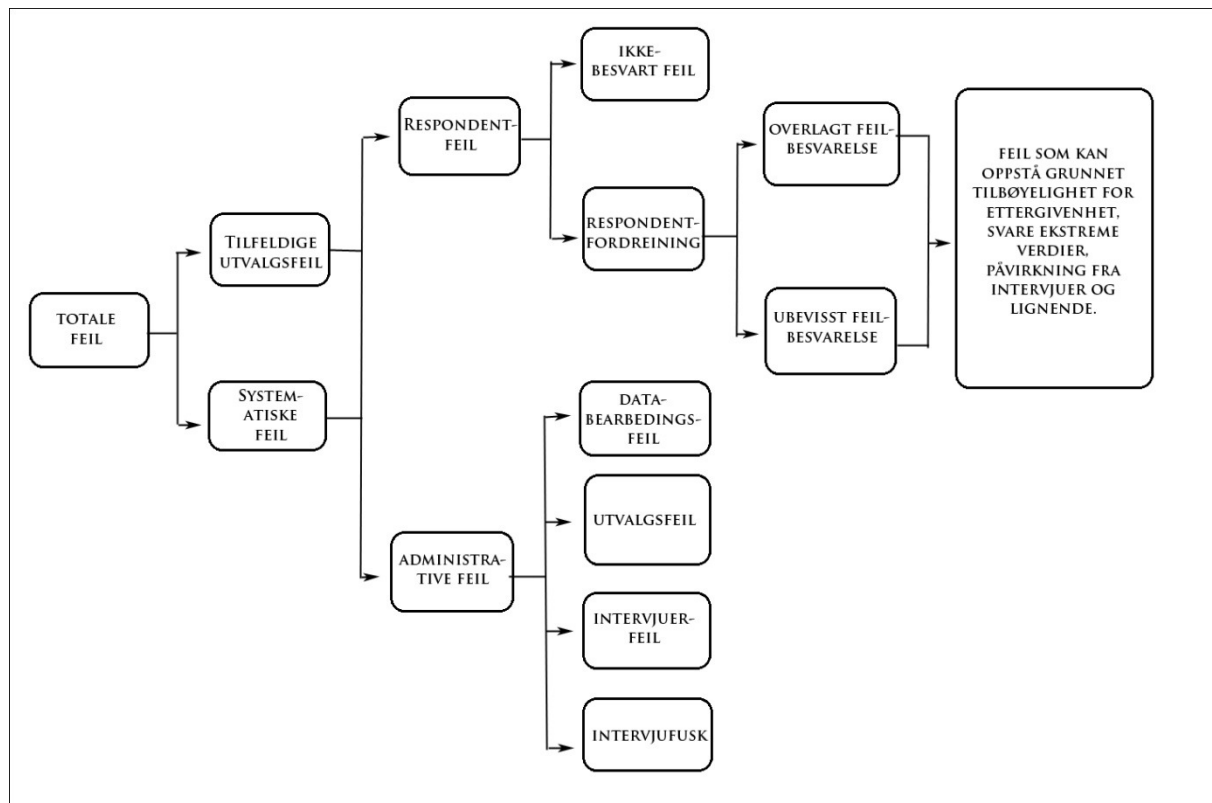 TOTALE
FEIL
TILFELDIGE
UTVALGSFEIL
SYSTEM-
ATISKE
FEIL
RESPONDENT-
FEIL
ADMINISTRA-
TIVE FEIL
IKKE-
BESVART FEIL
RESPONDENT-
FORDREINING
DATA-
BEARBEDINGS-
FEIL
UTVALGSFEIL
INTERVJUER-
FEIL
INTERVJUFUSK
OVERLAGT FEIL-
BESVARELSE
UBEVISST FEIL-
BESVARELSE
FEIL SOM KAN
OPPSTÅ GRUNNET
TILBØYELIGHET FOR
ETTERGIVENHET,
SVARE EKSTREME
VERDIER,
PÅVIRKNING FRA
INTERVJUER OG
LIGNENDE.